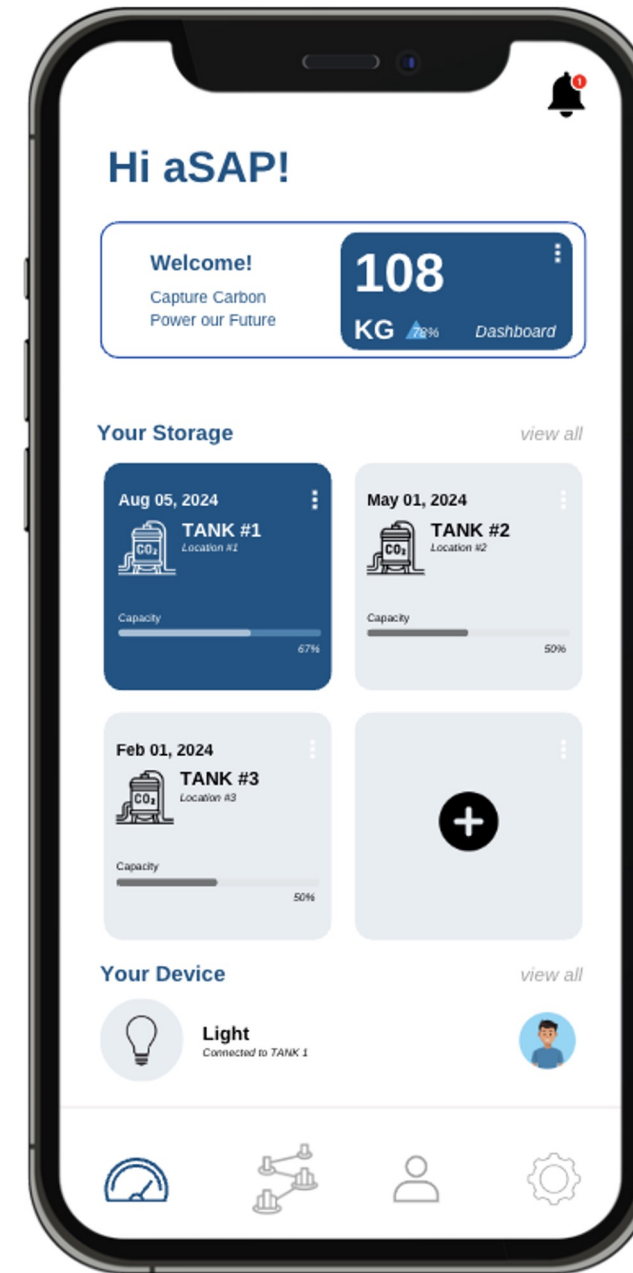 1
Hi aSAP!
Welcome!
Capture Carbon
Power our Future
108
KG 78% Dashboard
Your Storage
view all
Aug 05, 2024
TANK #1
Location #1
CO₂
Capacity
67%
May 01, 2024
TANK #2
Location #2
CO₂
Capacity
50%
Feb 01, 2024
TANK #3
Location #3
CO₂
Capacity
50%
Your Device
view all
Light
Connected to TANK 1